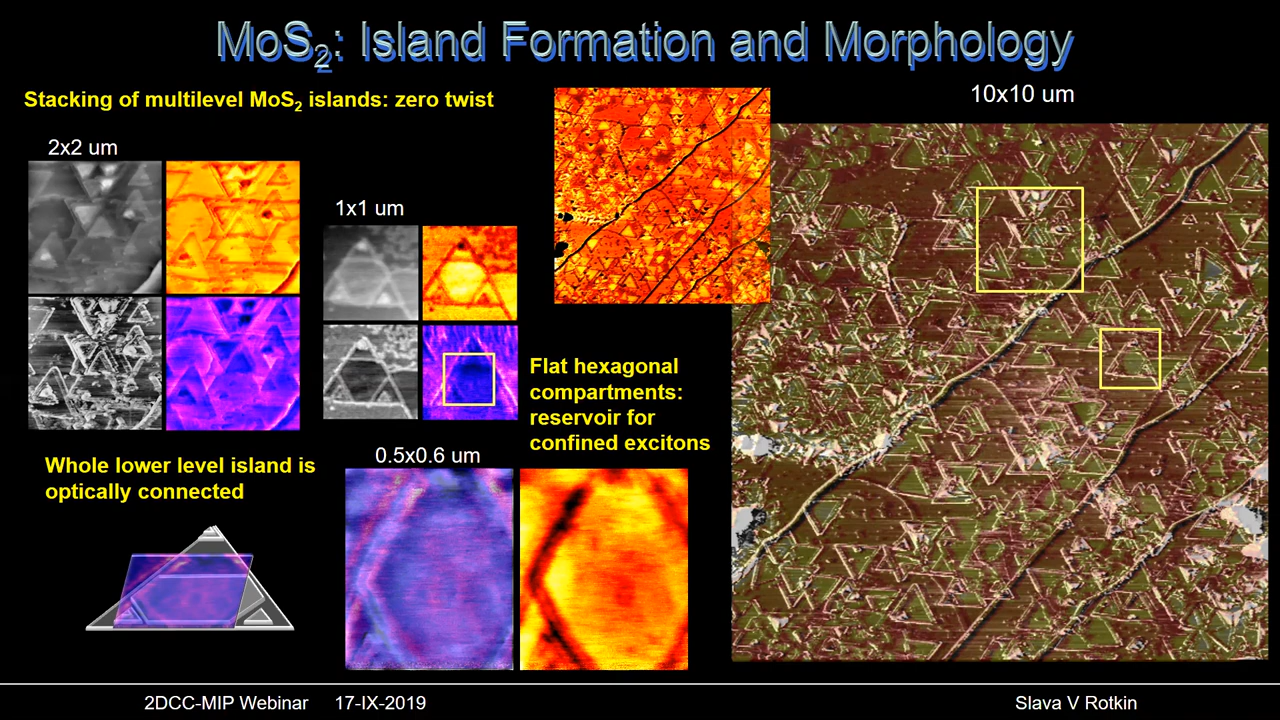 MoS2: Island Formation and Morphology
Stacking of multilevel MoS2 islands: zero twist
10x10 um
2x2 um
1x1 um
Flat hexagonal
compartments:
reservoir for
confined excitons
0.5x0.6 um
Whole lower level island is
optically connected
2DCC-MIP Webinar 17-IX-2019
Slava V Rotkin